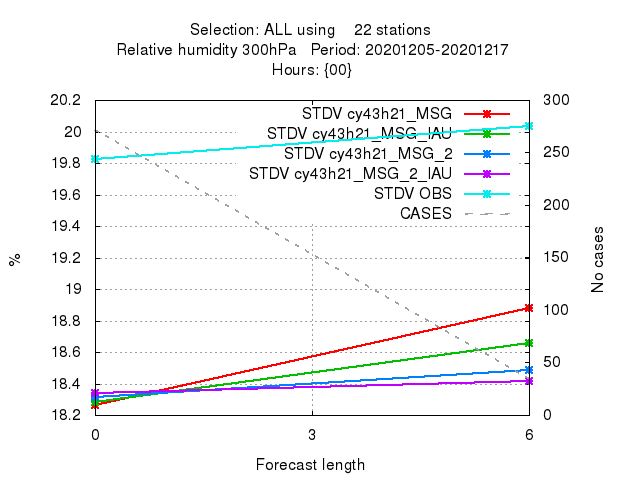 Selection: ALL using 22 stations
Relative humidity 300hPa Period: 20201205-20201217
Hours: {00}
20.2
20
19.8
19.6
19.4
19.2
19
18.8
18.6
18.4
18.2
%
300
250
200
150
100
50
0
No cases
STDV cy43h21_MSG
STDV cy43h21_MSG_IAU
STDV cy43h21_MSG_2
STDV cy43h21_MSG_2_IAU
STDV OBS
CASES
0 3 6
Forecast length